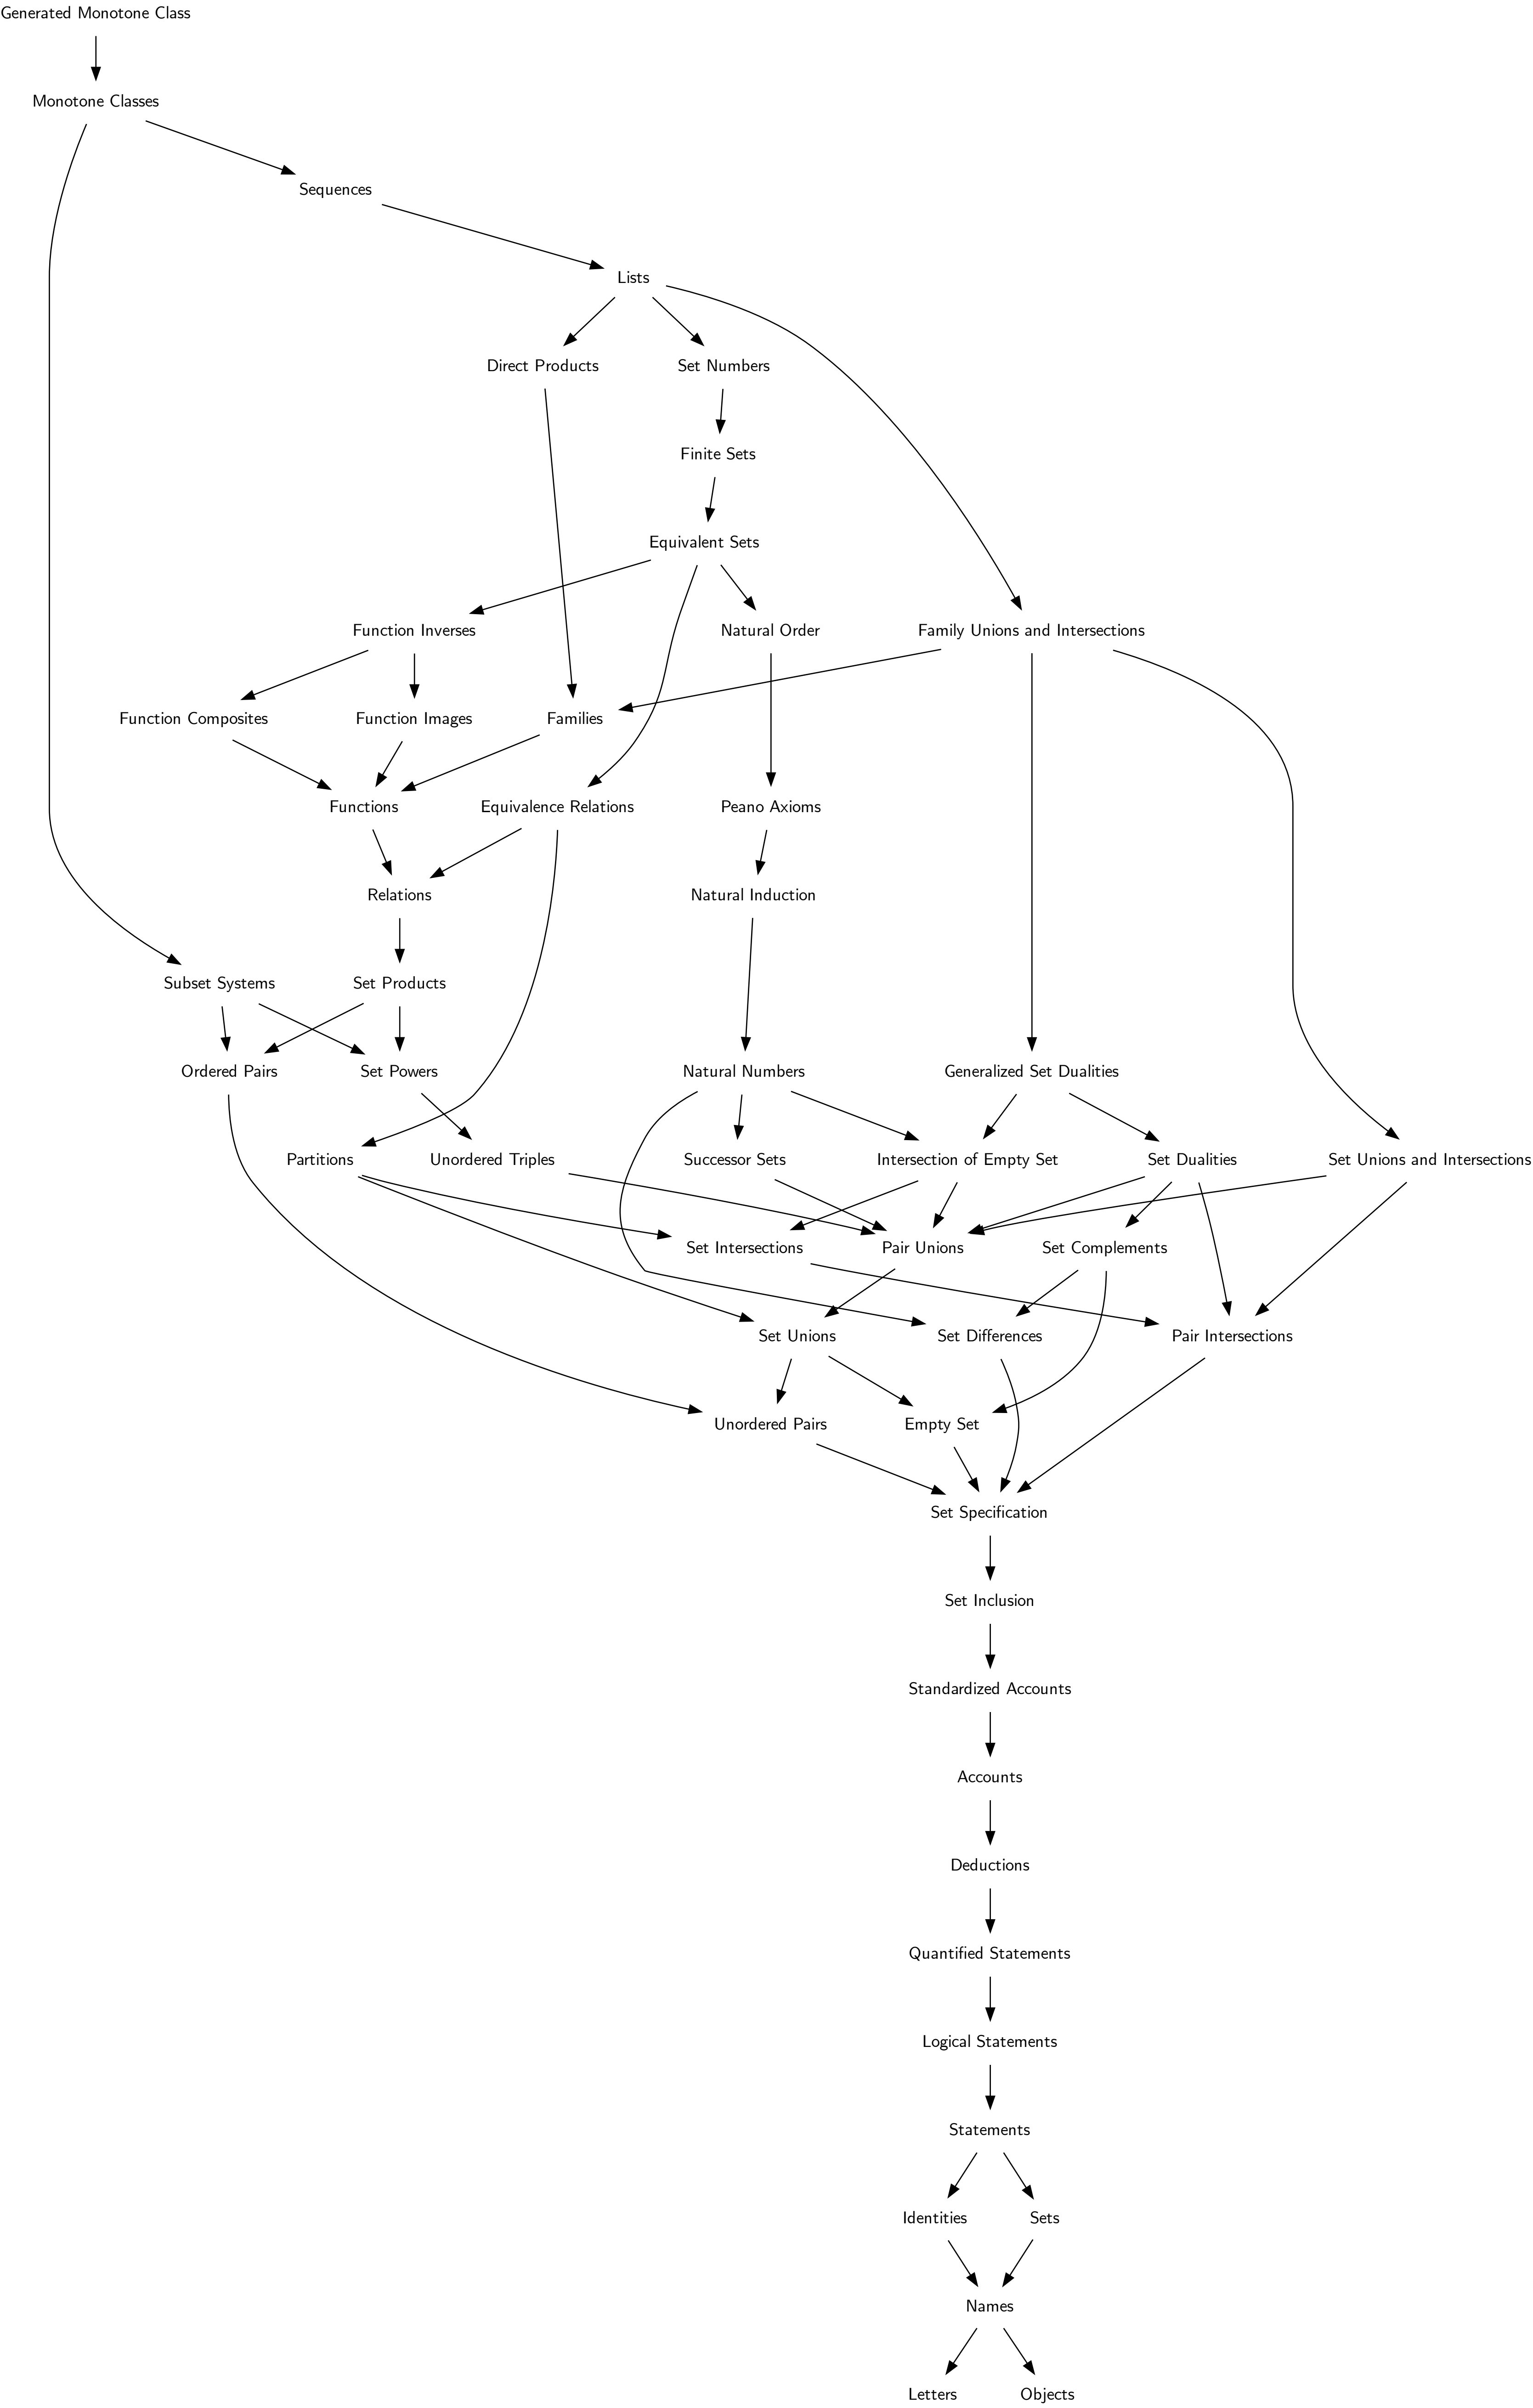 Generated Monotone Class
Monotone Classes
Sequences
Lists
Direct Products
Set Numbers
Finite Sets
Equivalent Sets
Function Inverses
Natural Order
Family Unions and Intersections
Function Composites
Function Images
Families
Functions
Equivalence Relations
Peano Axioms
Relations
Natural Induction
Subset Systems
Set Products
Ordered Pairs
Set Powers
Natural Numbers
Generalized Set Dualities
Partitions
Unordered Triples
Successor Sets
Intersection of Empty Set
Set Dualities
Set Unions and Intersections
Set Intersections
Pair Unions
Set Complements
Set Unions
Set Differences
Pair Intersections
Unordered Pairs
Empty Set
Set Specification
Set Inclusion
Standardized Accounts
Accounts
Deductions
Quantified Statements
Logical Statements
Statements
Identities
Sets
Names
Letters
Objects